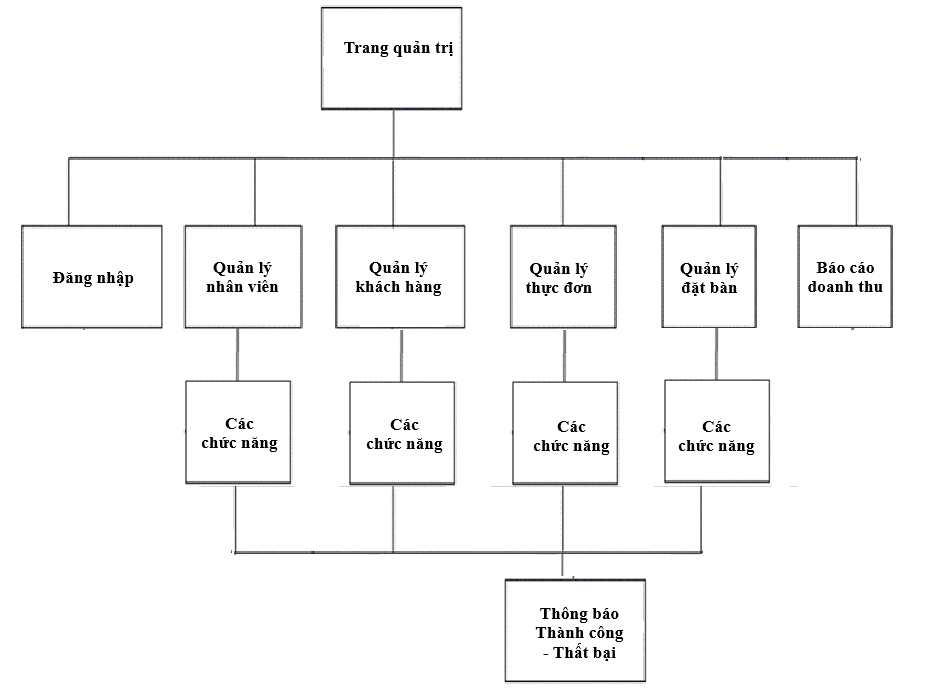 Trang quản trị
Đăng nhập
Quản lý
nhân viên
Quản lý
khách hàng
Quản lý
thực đơn
Quản lý
đặt bàn
Báo cáo
doanh thu
Các
chức năng
Các
chức năng
Các
chức năng
Các
chức năng
Thông báo
Thành công
- Thất bại